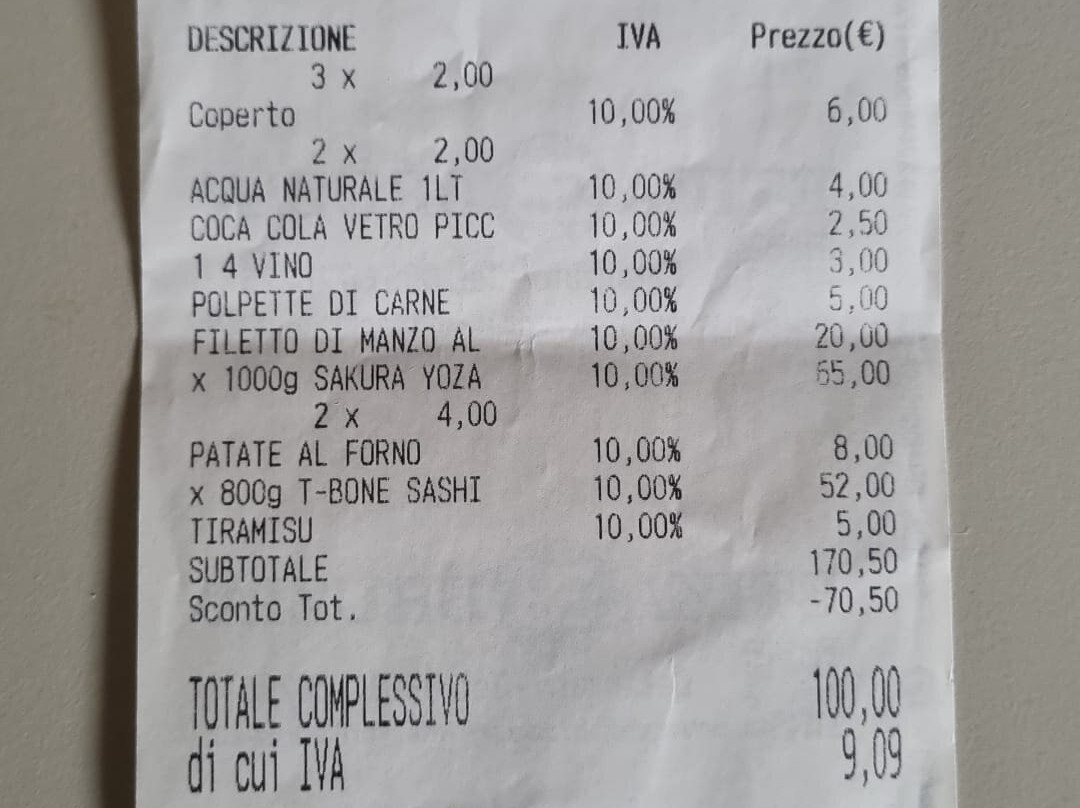 DESCRIZIONE IVA Prezzo(€)
3 x 2,00
Coperto 10,00% 6,00
2 x 2,00
ACQUA NATURALE 1LT 10,00% 4,00
COCA COLA VETRO PICC 10,00% 2,50
1 4 VINO 10,00% 3,00
POLPETTE DI CARNE 10,00% 5,00
FILETTO DI MANZO AL 10,00% 20,00
x 1000g SAKURA YOZA 10,00% 65,00
2 x 4,00
PATATE AL FORNO 10,00% 8,00
x 800g T-BONE SASHI 10,00% 52,00
TIRAMISU 10,00% 5,00
SUBTOTALE 170,50
Sconto Tot. -70,50
TOTALE COMPLESSIVO 100,00
di cui IVA 9,09